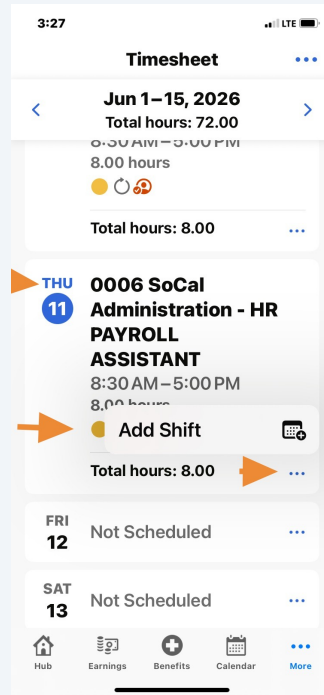 3:27
LTE
Timesheet
Jun 1–15, 2026
Total hours: 72.00
8:30 AM – 5:00 PM
8.00 hours
Total hours: 8.00
THU
11
0006 SoCal
Administration - HR
PAYROLL
ASSISTANT
8:30 AM – 5:00 PM
8.00 hours
Add Shift
Total hours: 8.00
FRI
12
Not Scheduled
SAT
13
Not Scheduled
Hub
Earnings
Benefits
Calendar
More